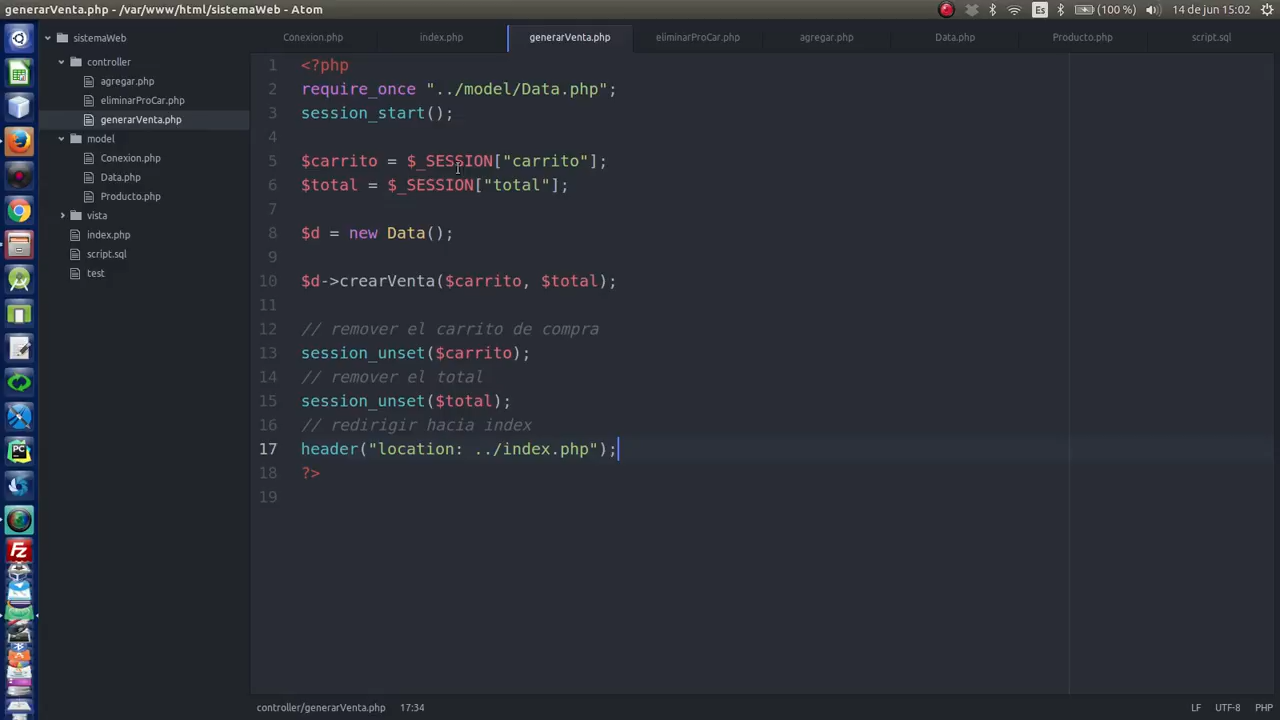 generarVenta.php - /var/www/html/sistemaWeb - Atom
Es
(100 %)
14 de jun 15:02
sistemaWeb
controller
agregar.php
eliminarProCar.php
generarVenta.php
model
Conexion.php
Data.php
Producto.php
vista
index.php
script.sql
test
Conexion.php
index.php
generarVenta.php
eliminarProCar.php
agregar.php
Data.php
Producto.php
script.sql
1 <?php
2 require_once "../model/Data.php";
3 session_start();
4
5 $carrito = $_SESSION["carrito"];
6 $total = $_SESSION["total"];
7
8 $d = new Data();
9
10 $d->crearVenta($carrito, $total);
11
12 // remover el carrito de compra
13 session_unset($carrito);
14 // remover el total
15 session_unset($total);
16 // redirigir hacia index
17 header("location: ../index.php");
18 ?>
19
controller/generarVenta.php 17:34
LF UTF-8 PHP
PC
Fz